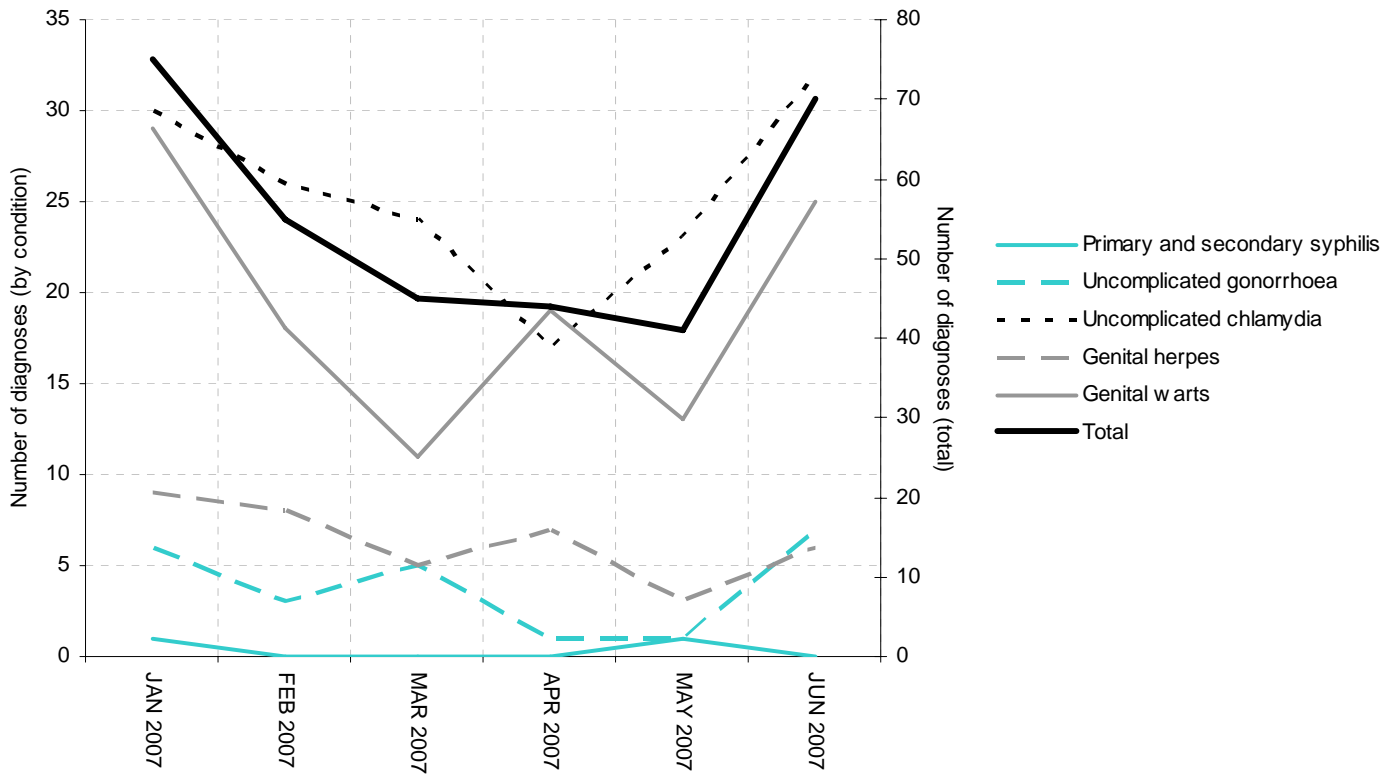 35
30
25
20
15
10
5
0
Number of diagnoses (by condition)
80
70
60
50
40
30
20
10
0
Number of diagnoses (total)
JAN 2007
FEB 2007
MAR 2007
APR 2007
MAY 2007
JUN 2007
Primary and secondary syphilis
Uncomplicated gonorrhoea
Uncomplicated chlamydia
Genital herpes
Genital warts
Total